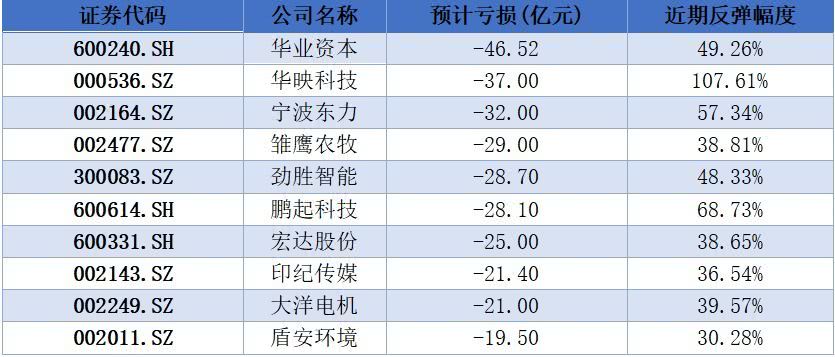 证券代码 公司名称 预计亏损(亿元) 近期反弹幅度
600240.SH 华业资本 -46.52 49.26%
000536.SZ 华映科技 -37.00 107.61%
002164.SZ 宁波东力 -32.00 57.34%
002477.SZ 雏鹰农牧 -29.00 38.81%
300083.SZ 劲胜智能 -28.70 48.33%
600614.SH 鹏起科技 -28.10 68.73%
600331.SH 宏达股份 -25.00 38.65%
002143.SZ 印纪传媒 -21.40 36.54%
002249.SZ 大洋电机 -21.00 39.57%
002011.SZ 盾安环境 -19.50 30.28%